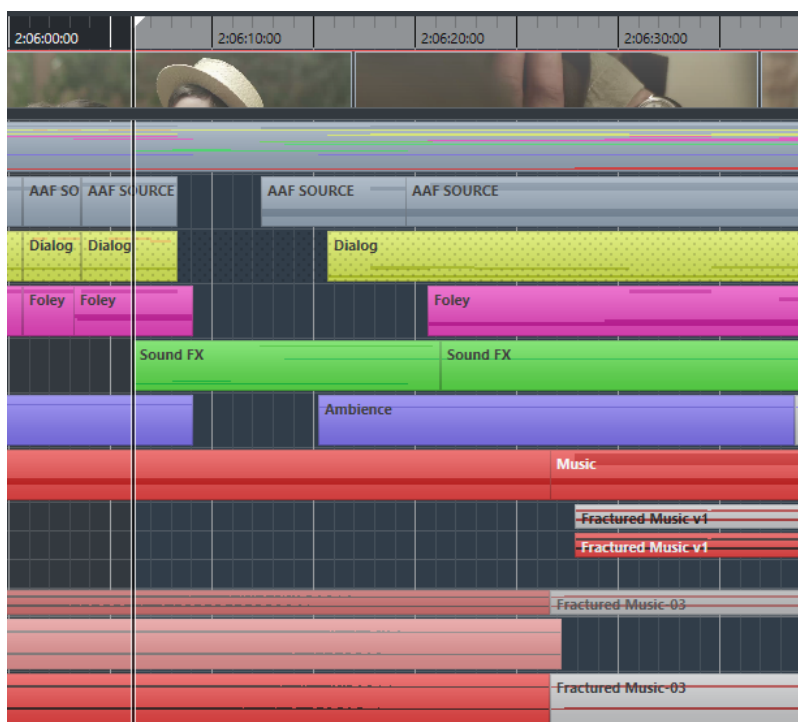 2:06:00:00 2:06:10:00 2:06:20:00 2:06:30:00
AAF SO AAF SOURCE AAF SOURCE AAF SOURCE
Dialog Dialog Dialog
Foley Foley Foley
Sound FX Sound FX
Ambience
Music
Fractured Music v1
Fractured Music v1
Fractured Music-03
Fractured Music-03